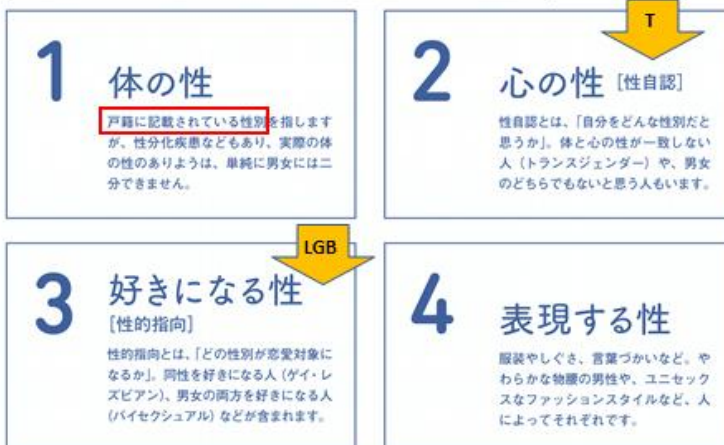 1
体の性
戸籍に記載されている性別を指します
が、性分化疾患などもあり、実際の体
の性のありようは、単純に男女には二
分できません。
T
2
心の性 [性自認]
性自認とは、「自分をどんな性別だと
思うか」。体と心の性が一致しない
人（トランスジェンダー）や、男女
のどちらでもないと思う人もいます。
LGB
3
好きになる性
[性的指向]
性的指向とは、「どの性別が恋愛対象に
なるか」。同性を好きになる人（ゲイ・レ
ズビアン）、男女の両方を好きになる人
（バイセクシュアル）などが含まれます。
4
表現する性
服装やしぐさ、言葉づかいなど。や
わらかな物腰の男性や、ユニセック
スなファッションスタイルなど、人
によってそれぞれです。